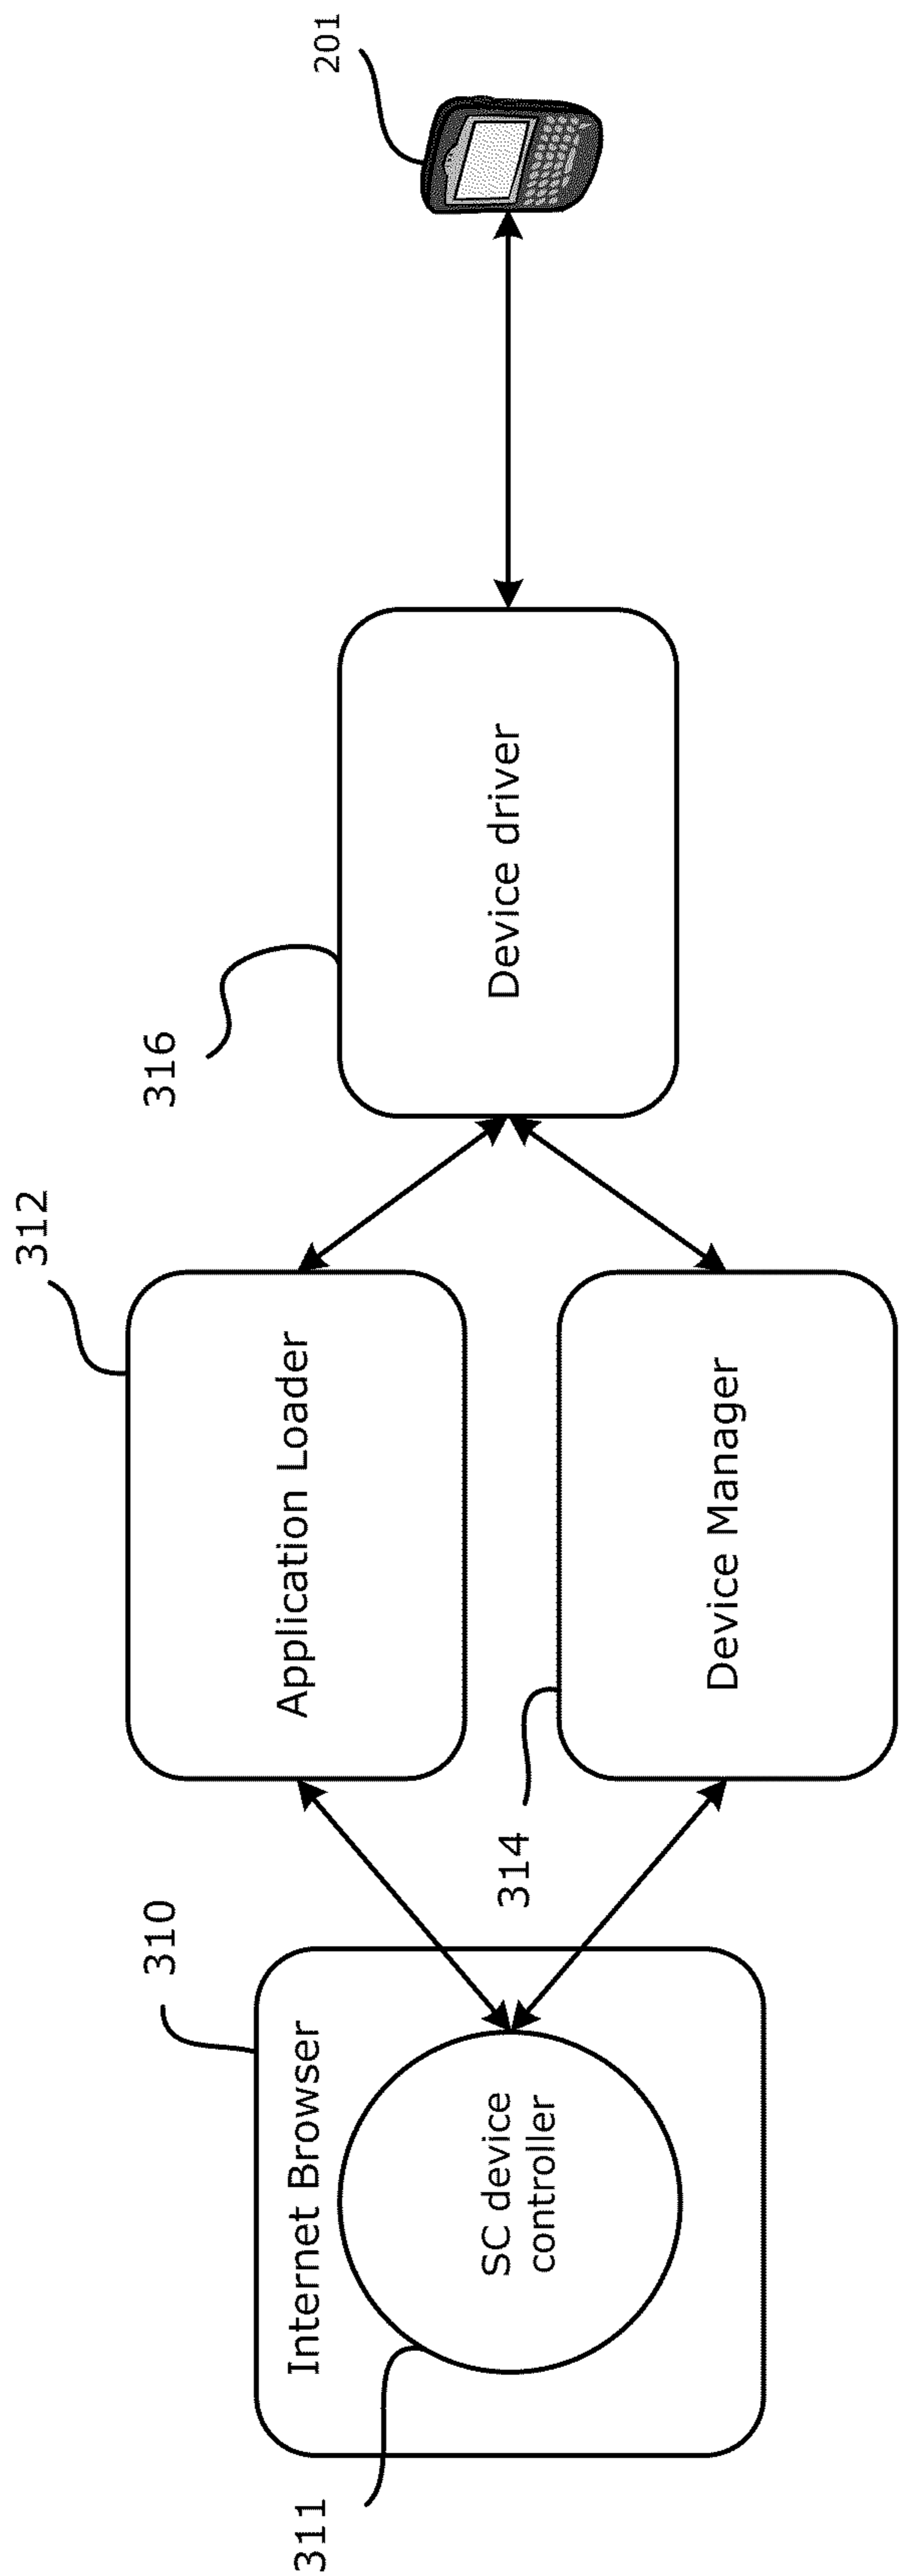 310
Internet Browser
311
SC device
controller
312
Application Loader
314
Device Manager
316
Device driver
201